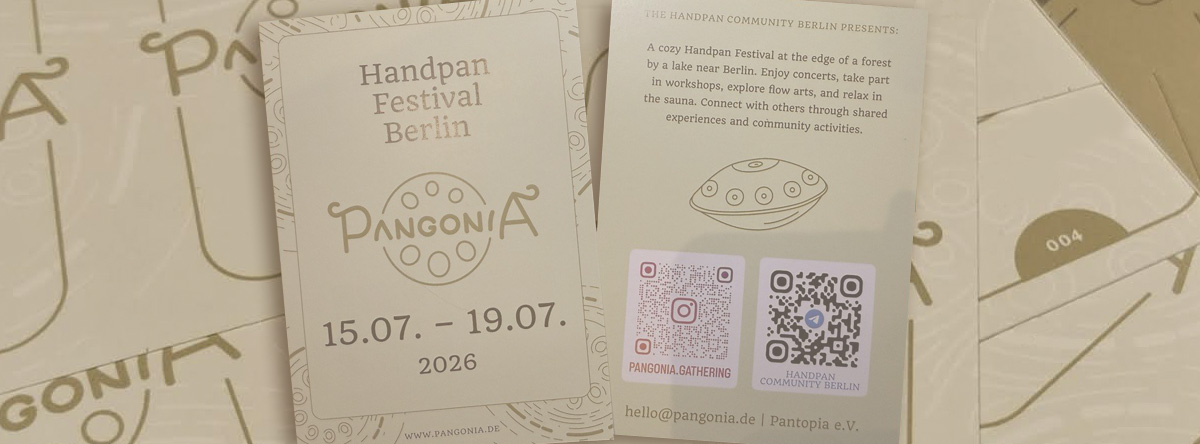 Handpan
Festival
Berlin
PANGONIA
15.07. – 19.07.
2026
WWW.PANGONIA.DE
THE HANDPAN COMMUNITY BERLIN PRESENTS:
A cozy Handpan Festival at the edge of a forest
by a lake near Berlin. Enjoy concerts, take part
in workshops, explore flow arts, and relax in
the sauna. Connect with others through shared
experiences and community activities.
PANGONIA.GATHERING
HANDPAN
COMMUNITY BERLIN
hello@pangonia.de | Pantopia e.V.
004